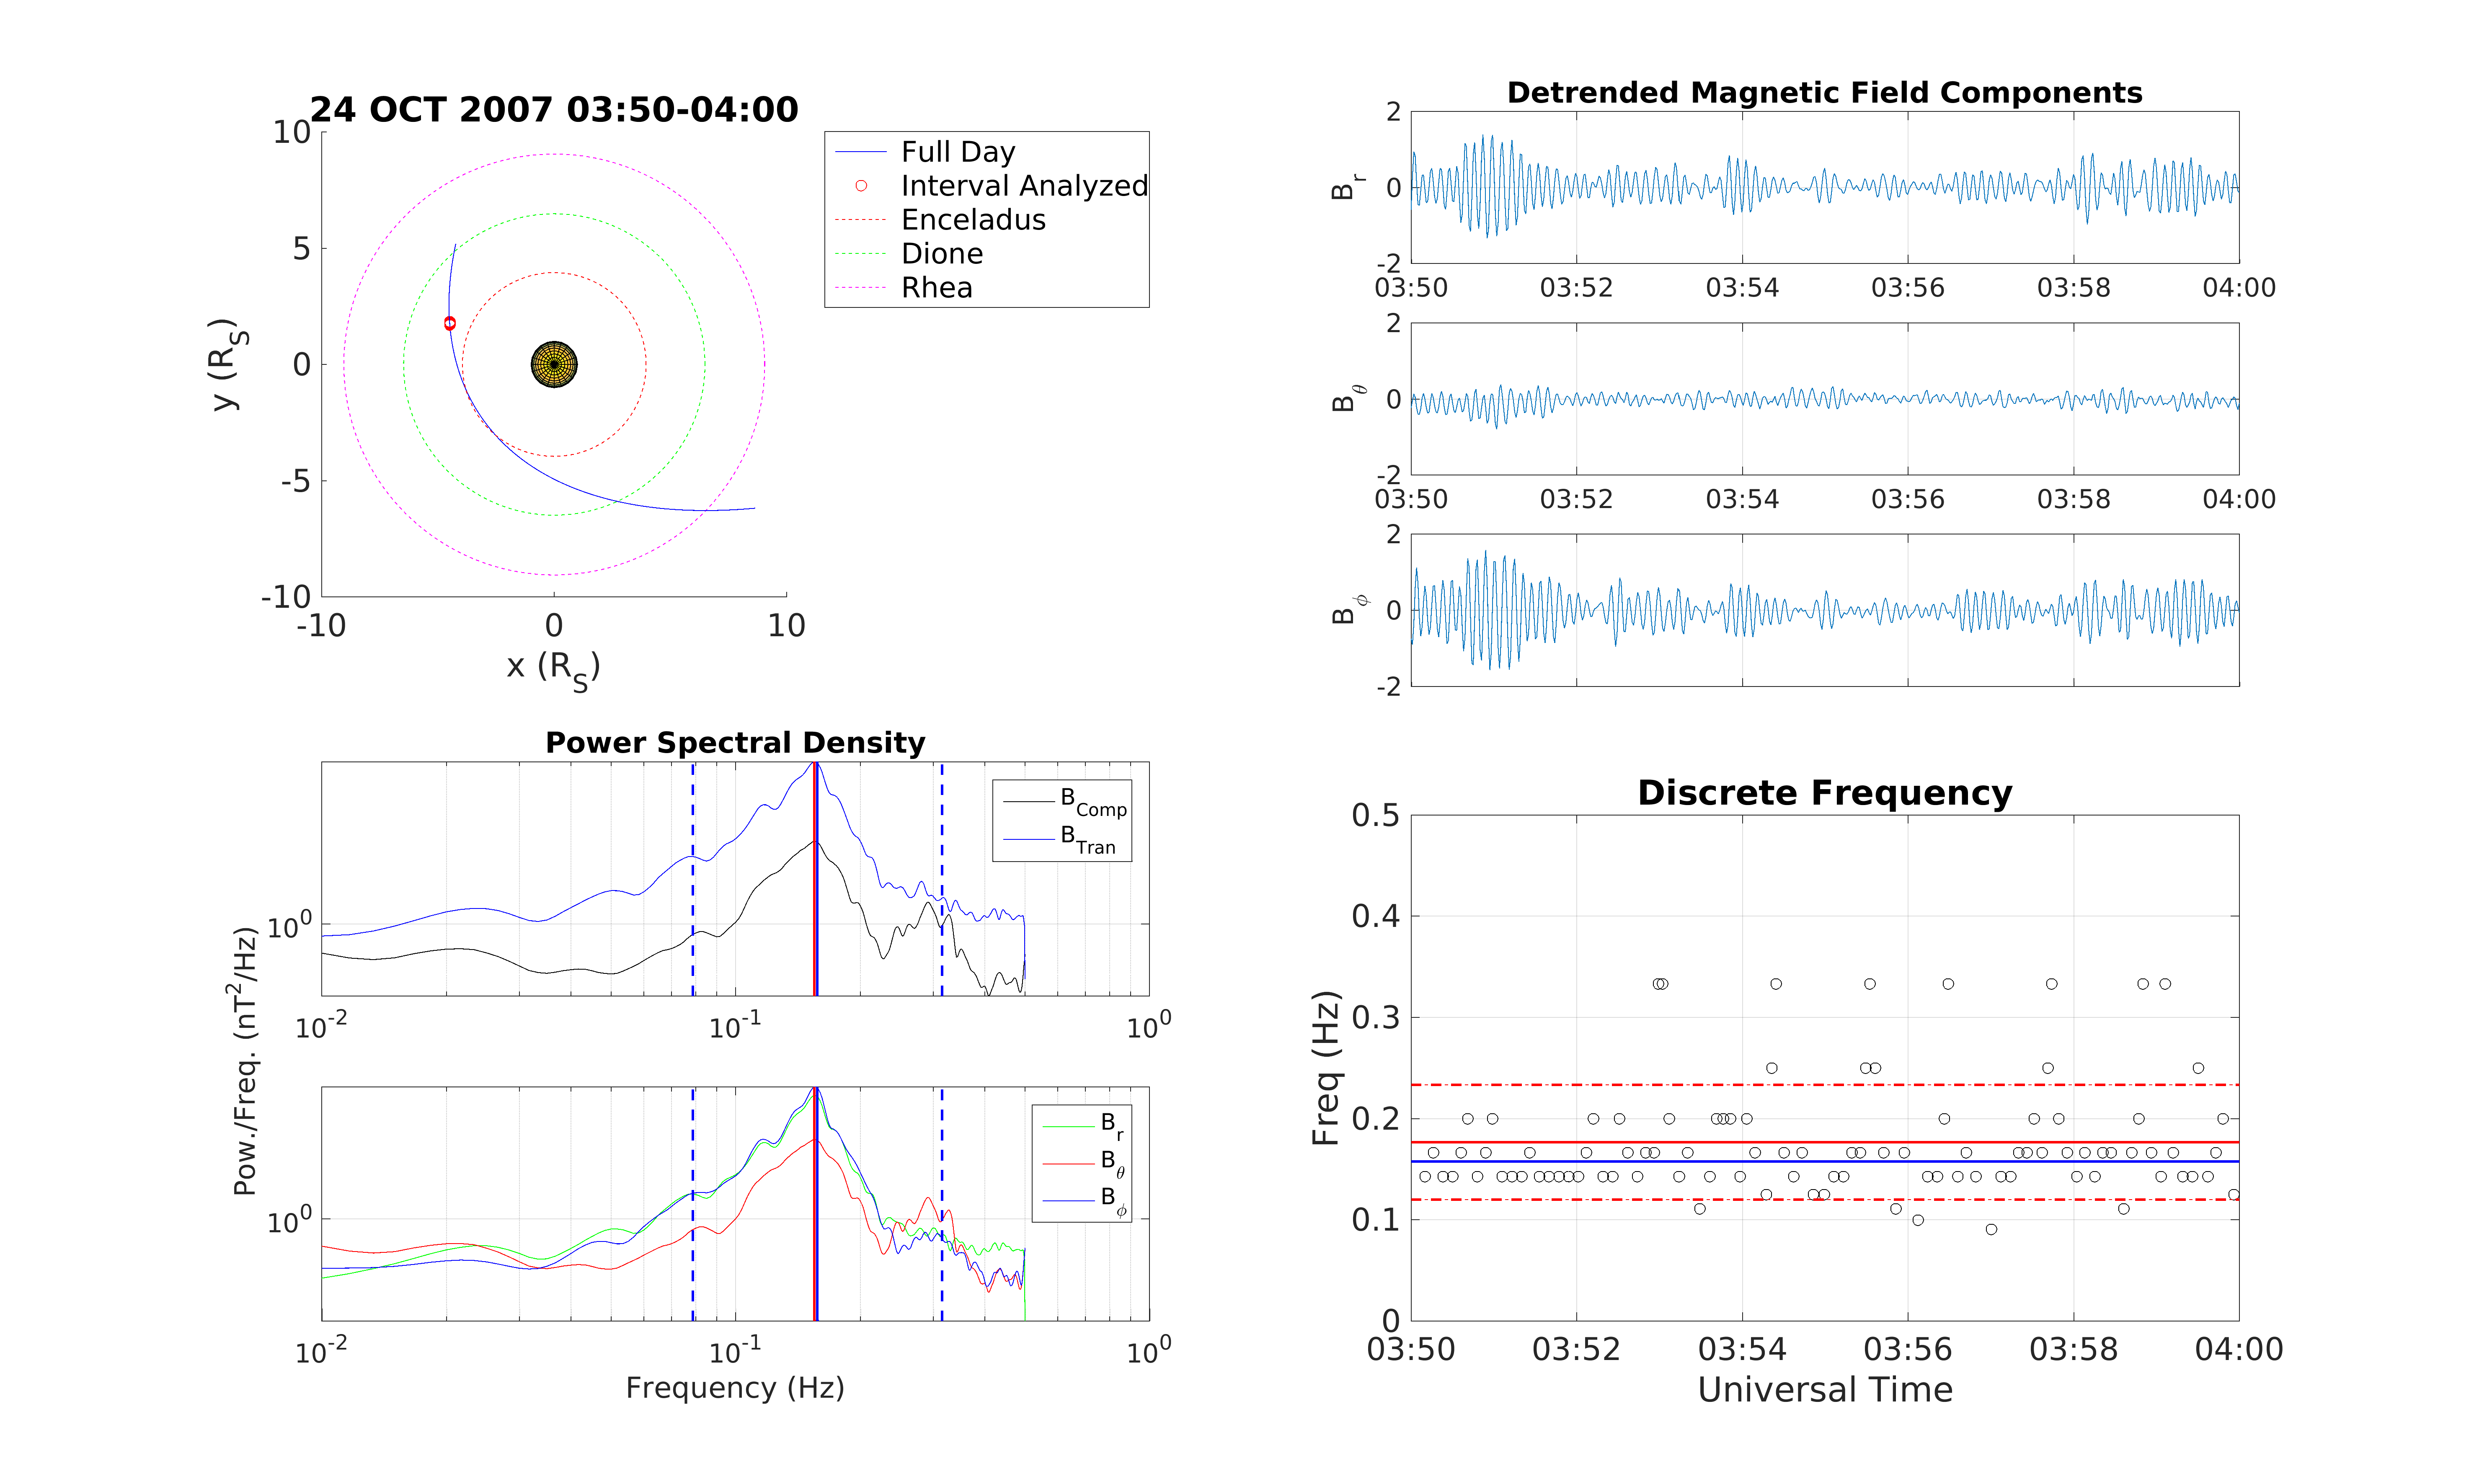 24 OCT 2007 03:50-04:00
10
5
0
-5
-10
-10 0 10
y (R_S)
x (R_S)
Full Day
Interval Analyzed
Enceladus
Dione
Rhea
Detrended Magnetic Field Components
2
0
-2
B_r
03:50 03:52 03:54 03:56 03:58 04:00
2
0
-2
B_θ
03:50 03:52 03:54 03:56 03:58 04:00
2
0
-2
B_ϕ
Power Spectral Density
B_Comp
B_Tran
10^0
10^-2 10^-1 10^0
Pow./Freq. (nT^2/Hz)
B_r
B_θ
B_ϕ
10^0
10^-2 10^-1 10^0
Frequency (Hz)
Discrete Frequency
0.5
0.4
0.3
0.2
0.1
0
Freq (Hz)
03:50 03:52 03:54 03:56 03:58 04:00
Universal Time